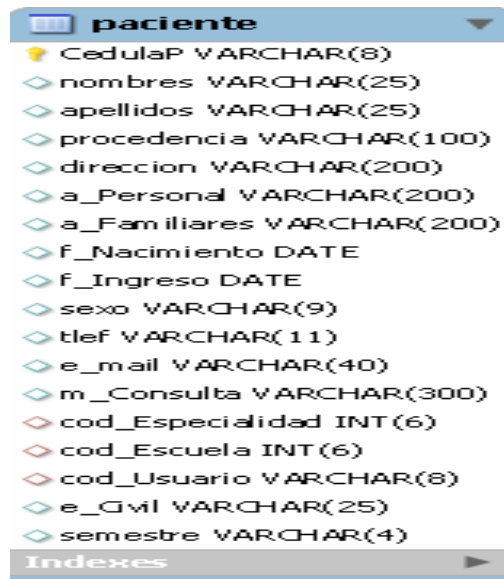 paciente
CedulaP VARCHAR(8)
nombres VARCHAR(25)
apellidos VARCHAR(25)
procedencia VARCHAR(100)
direccion VARCHAR(200)
a_Personal VARCHAR(200)
a_Familiares VARCHAR(200)
f_Nacimiento DATE
f_Ingreso DATE
sexo VARCHAR(9)
tlef VARCHAR(11)
e_mail VARCHAR(40)
m_Consulta VARCHAR(300)
cod_Especialidad INT(6)
cod_Escuela INT(6)
cod_Usuario VARCHAR(8)
e_Civil VARCHAR(25)
semestre VARCHAR(4)
Indexes